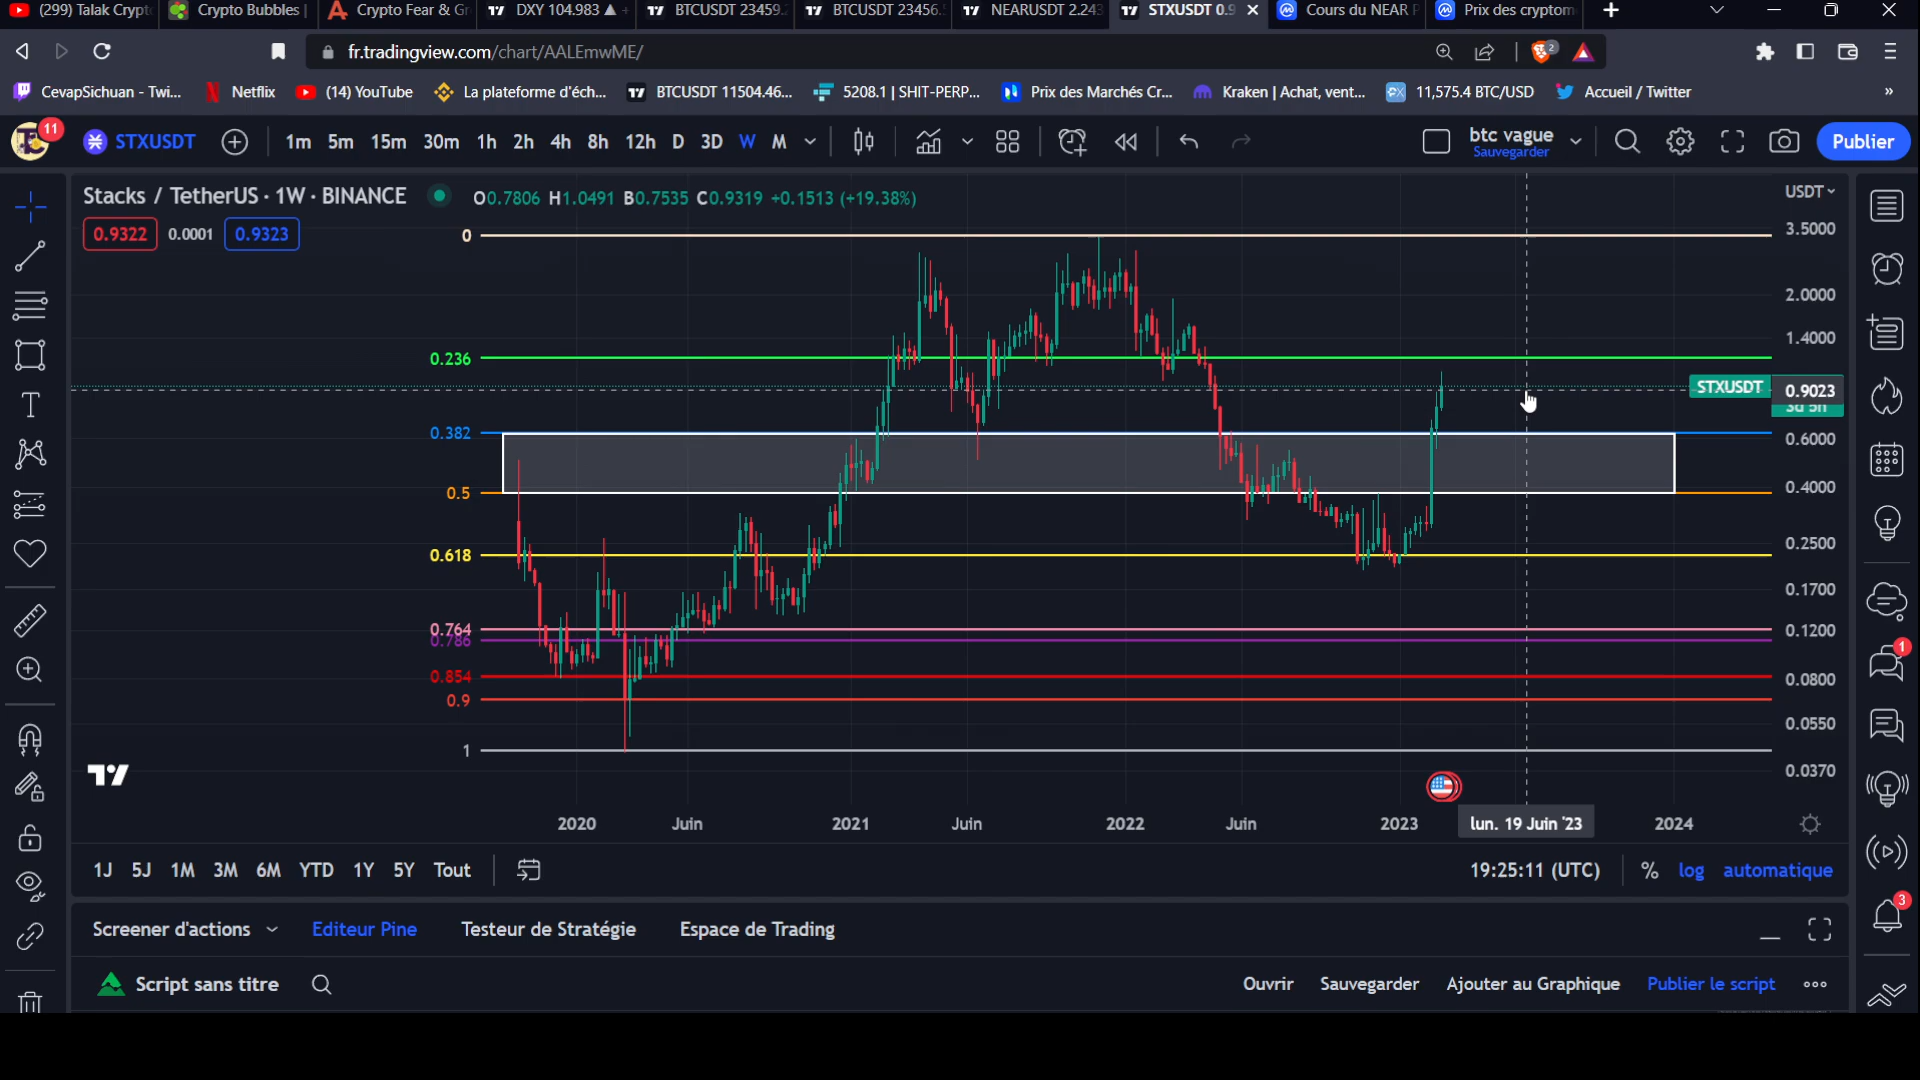 (299) Talak Crypt Crypto Bubbles | Crypto Fear & Gr DXY 104.983 ▲ + BTCUSDT 23459. BTCUSDT 23456. NEARUSDT 2.243 STXUSDT 0.9 Cours du NEAR P Prix des cryptom
fr.tradingview.com/chart/AALEmwME/ 2
CevapSichuan - Twi... Netflix (14) YouTube La plateforme d'éch... BTCUSDT 11504.46... 5208.1 | SHIT-PERP... Prix des Marchés Cr... Kraken | Achat, vent... 11,575.4 BTC/USD Accueil / Twitter »
11 STXUSDT 1m 5m 15m 30m 1h 2h 4h 8h 12h D 3D W M btc vague Publier
Sauvegarder
Stacks / TetherUS · 1W · BINANCE O0.7806 H1.0491 B0.7535 C0.9319 +0.1513 (+19.38%) USDT
0.9322 0.0001 0.9323
0 3.5000
2.0000
1.4000
0.236
STXUSDT 0.9023
3d 5h
0.382 0.6000
0.5 0.4000
0.618 0.2500
0.1700
0.764 0.1200
0.786
0.854 0.0800
0.9
0.0550
1
0.0370
2020 Juin 2021 Juin 2022 Juin 2023 lun. 19 Juin '23 2024
1J 5J 1M 3M 6M YTD 1Y 5Y Tout 19:25:11 (UTC) % log automatique
1
3
Screener d'actions Editeur Pine Testeur de Stratégie Espace de Trading
Script sans titre Ouvrir Sauvegarder Ajouter au Graphique Publier le script